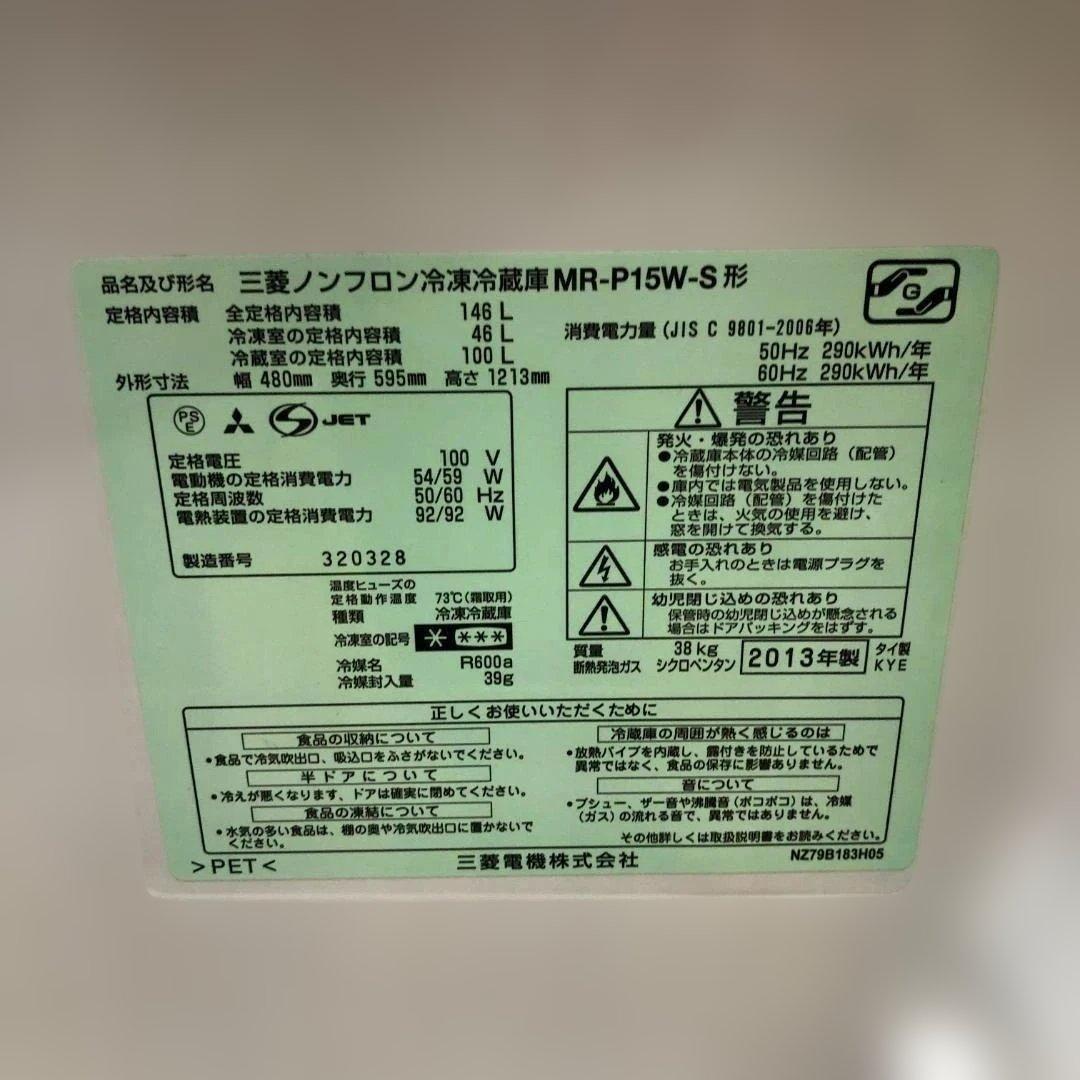 品名及び形名 三菱ノンフロン冷凍冷蔵庫MR-P15W-S形
定格内容積 全定格内容積 146 L
冷凍室の定格内容積 46 L
冷蔵室の定格内容積 100 L
外形寸法 幅 480mm 奥行 595mm 高さ 1213mm
G
消費電力量 (JIS C 9801-2006年)
50Hz 290kWh/年
60Hz 290kWh/年
PSE JET
定格電圧 100 V
電動機の定格消費電力 54/59 W
定格周波数 50/60 Hz
電熱装置の定格消費電力 92/92 W
製造番号 320328
温度ヒューズの
定格動作温度 73℃(霜取用)
種類 冷凍冷蔵庫
冷凍室の記号 * ***
冷媒名 R600a
冷媒封入量 39g
警告
発火・爆発の恐れあり
●冷蔵庫本体の冷媒回路(配管)
を傷付けない。
●庫内では電気製品を使用しない。
●冷媒回路(配管)を傷付けた
ときは、火気の使用を避け、
窓を開けて換気する。
感電の恐れあり
お手入れのときは電源プラグを
抜く。
幼児閉じ込めの恐れあり
保管時の幼児閉じ込めが懸念される
場合はドアパッキングをはずす。
質量 38kg
断熱発泡ガス シクロペンタン
2013年製
タイ製
KYE
正しくお使いいただくために
食品の収納について
・食品で冷気吹出口、吸込口をふさがないでください。
半ドアについて
・冷えが悪くなります、ドアは確実に閉めてください。
食品の凍結について
・水気の多い食品は、棚の奥や冷気吹出口に置かないで
ください。
冷蔵庫の周囲が熱く感じるのは
・放熱パイプを内蔵し、露付きを防止しているためで
異常ではなく、食品の保存に影響ありません。
音について
・プシュー、ザー音や沸騰音(ポコポコ)は、冷媒
(ガス)の流れる音で、異常ではありません。
その他詳しくは取扱説明書をお読みください。
>PET<
三菱電機株式会社
NZ79B183H05